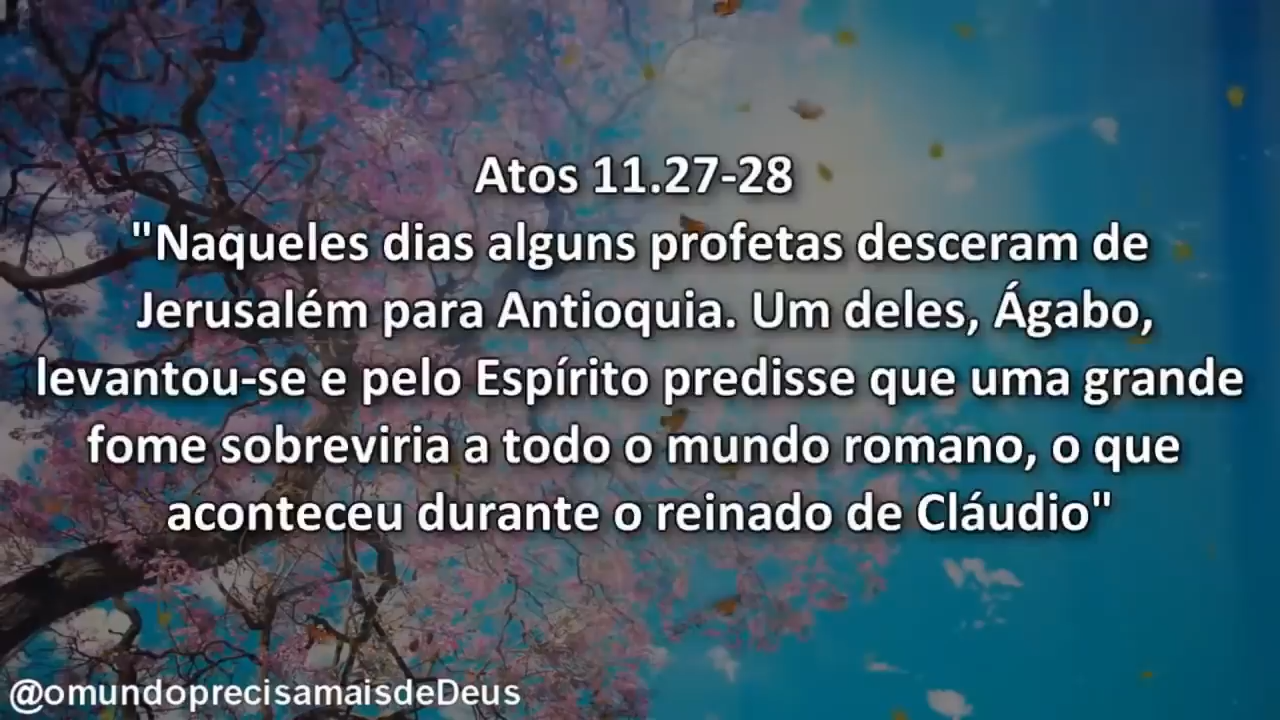 Atos 11.27-28
"Naqueles dias alguns profetas desceram de
Jerusalém para Antioquia. Um deles, Ágabo,
levantou-se e pelo Espírito predisse que uma grande
fome sobreviria a todo o mundo romano, o que
aconteceu durante o reinado de Cláudio"
@omundoprecisamaisdeDeus